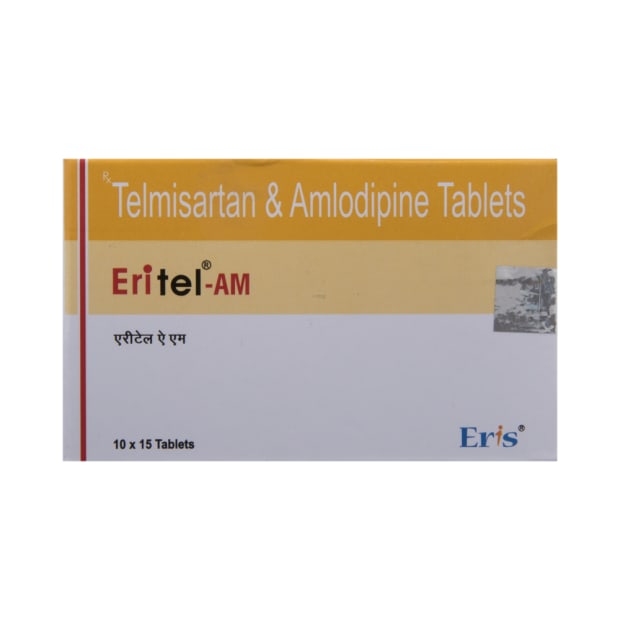 Rx Telmisartan & Amlodipine Tablets
Eritel®-AM
एरीटेल ऐ एम
10 x 15 Tablets
Eris®